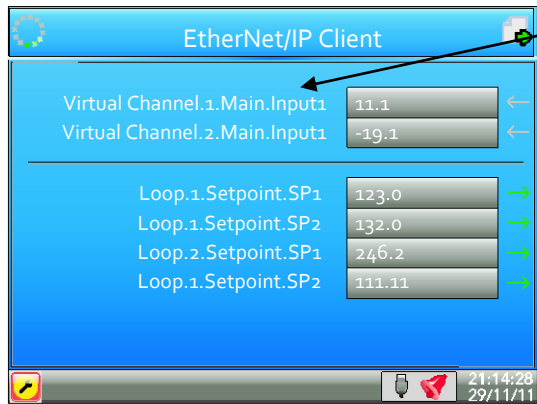 EtherNet/IP Client
Virtual Channel.1.Main.Input1 11.1 ←
Virtual Channel.2.Main.Input1 -19.1 ←
Loop.1.Setpoint.SP1 123.0 →
Loop.1.Setpoint.SP2 132.0 →
Loop.2.Setpoint.SP1 246.2 →
Loop.1.Setpoint.SP2 111.11 →
21:14:28
29/11/11